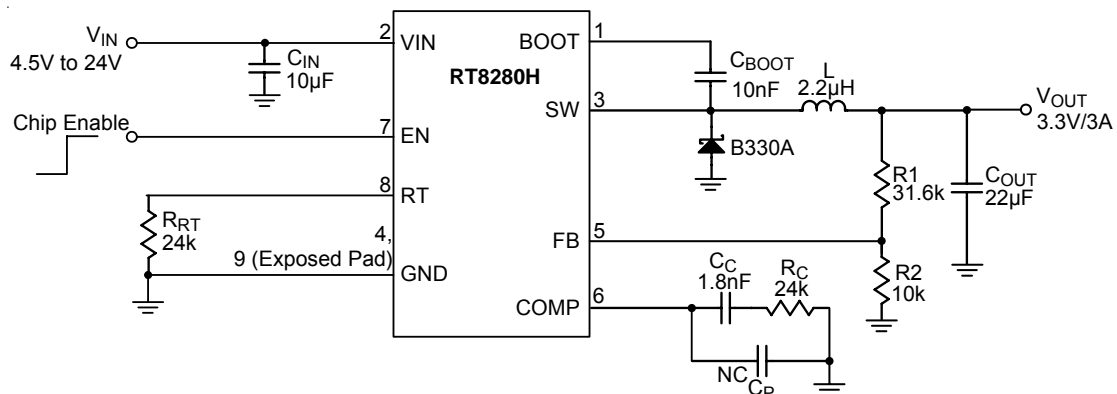 VIN
4.5V to 24V
CIN
10µF
2
VIN
RT8280H
BOOT
1
CBOOT
10nF
L
2.2µH
SW
3
VOUT
3.3V/3A
Chip Enable
7
EN
B330A
8
RT
RRT
24k
R1
31.6k
COUT
22µF
4,
9 (Exposed Pad)
GND
FB
5
R2
10k
COMP
6
CC
1.8nF
RC
24k
NC
CP